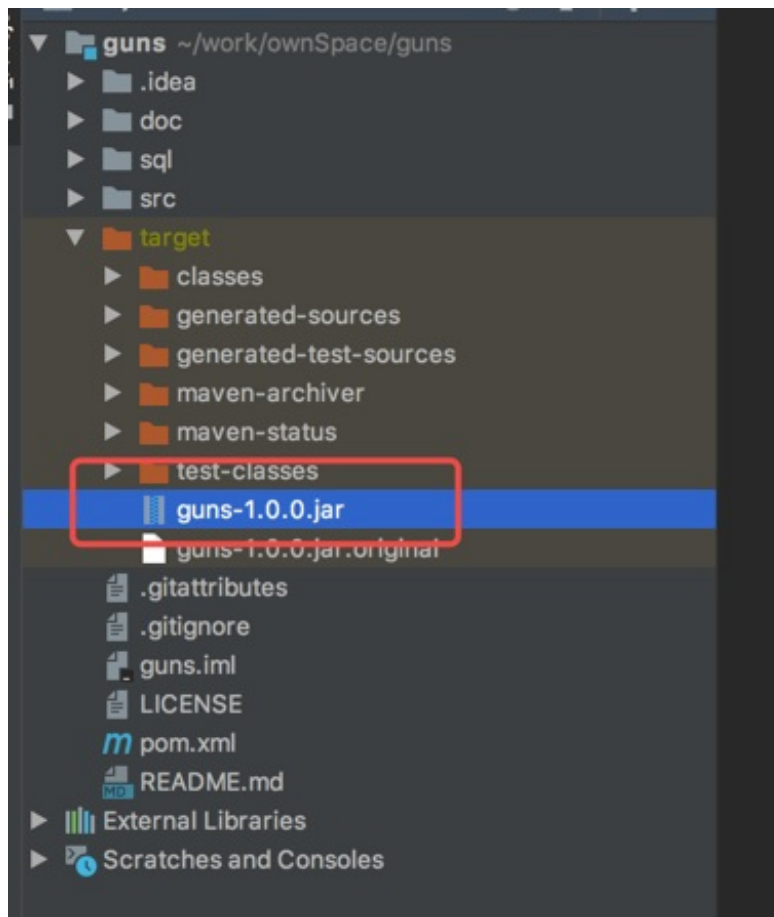 guns ~/work/ownSpace/guns
.idea
doc
sql
src
target
classes
generated-sources
generated-test-sources
maven-archiver
maven-status
test-classes
guns-1.0.0.jar
guns-1.0.0.jar.original
.gitattributes
.gitignore
guns.iml
LICENSE
pom.xml
README.md
External Libraries
Scratches and Consoles